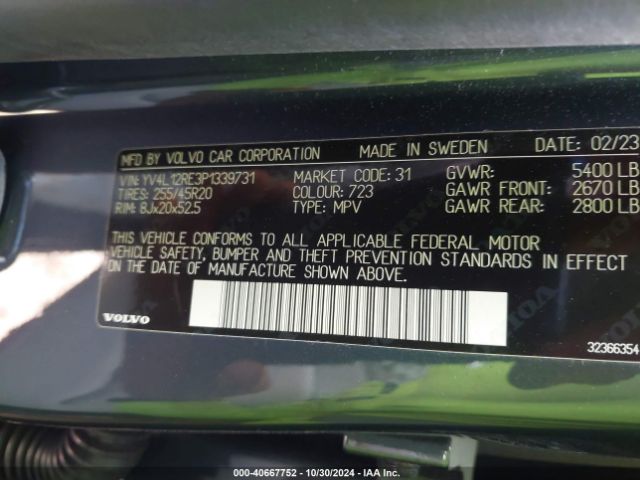 MFD BY VOLVO CAR CORPORATION MADE IN SWEDEN DATE: 02/23
VIN: YV4L12RE3P1339731 MARKET CODE: 31 GVWR: 5400 LB
TIRES: 255/45R20 COLOUR: 723 GAWR FRONT: 2670 LB
RIM: 8Jx20x52.5 TYPE: MPV GAWR REAR: 2800 LB
THIS VEHICLE CONFORMS TO ALL APPLICABLE FEDERAL MOTOR
VEHICLE SAFETY, BUMPER AND THEFT PREVENTION STANDARDS IN EFFECT
ON THE DATE OF MANUFACTURE SHOWN ABOVE.
VOLVO
32366354
000-40667752 - 10/30/2024 - IAA Inc.